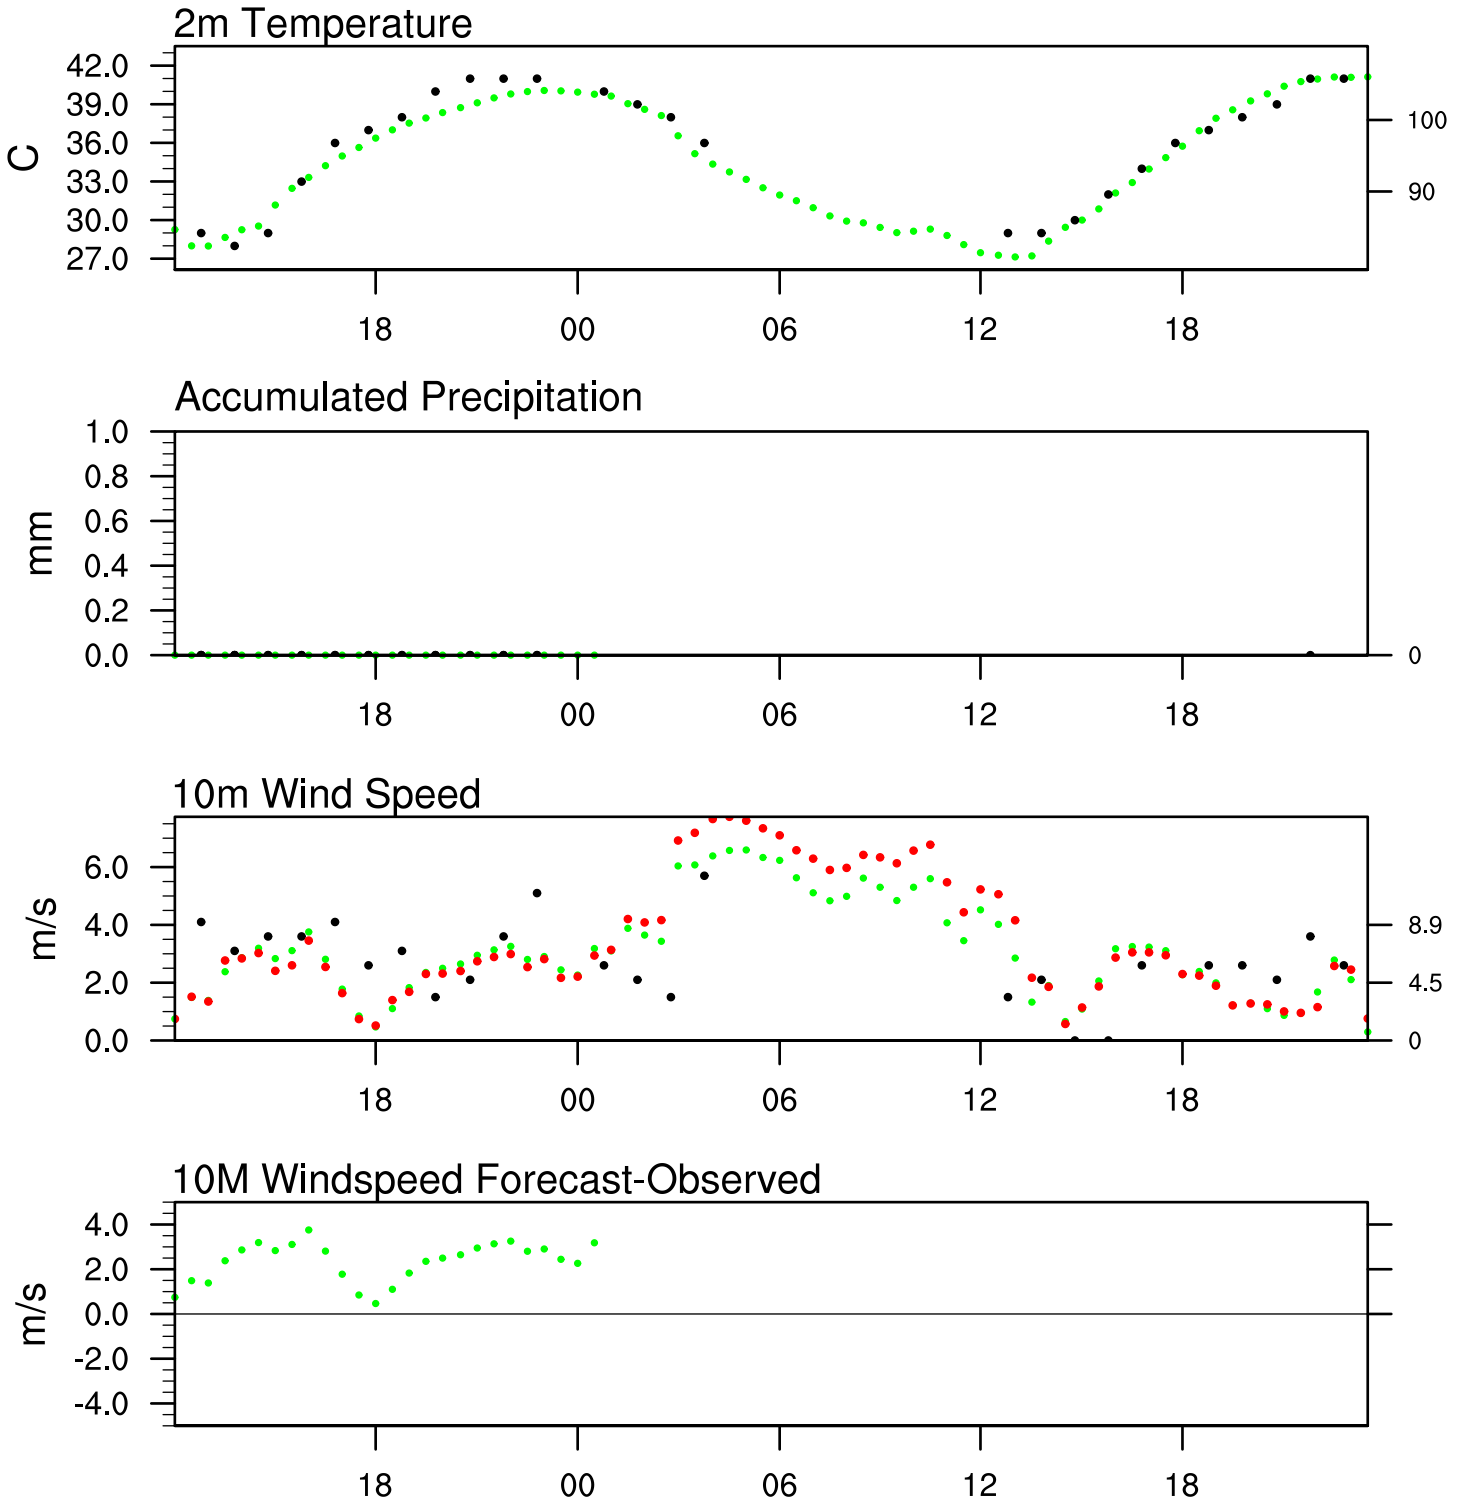 2m Temperature
42.0
39.0
36.0
33.0
30.0
27.0
C
100
90
18 00 06 12 18
Accumulated Precipitation
1.0
0.8
0.6
0.4
0.2
0.0
mm
0
18 00 06 12 18
10m Wind Speed
6.0
4.0
2.0
0.0
m/s
8.9
4.5
0
18 00 06 12 18
10M Windspeed Forecast-Observed
4.0
2.0
0.0
-2.0
-4.0
m/s
18 00 06 12 18